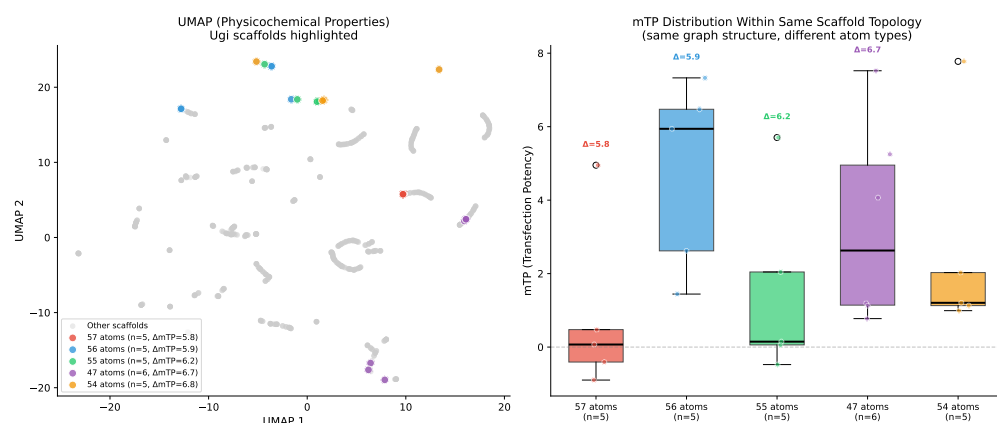 UMAP (Physicochemical Properties)
Ugi scaffolds highlighted
UMAP 2
20
10
0
−10
−20
−20
−10
0
10
20
Other scaffolds
57 atoms (n=5, ΔmTP=5.8)
56 atoms (n=5, ΔmTP=5.9)
55 atoms (n=5, ΔmTP=6.2)
47 atoms (n=6, ΔmTP=6.7)
54 atoms (n=5, ΔmTP=6.8)
UMAP 1
mTP Distribution Within Same Scaffold Topology
(same graph structure, different atom types)
mTP (Transfection Potency)
8
6
4
2
0
Δ=5.8
Δ=5.9
Δ=6.2
Δ=6.7
57 atoms
(n=5)
56 atoms
(n=5)
55 atoms
(n=5)
47 atoms
(n=6)
54 atoms
(n=5)